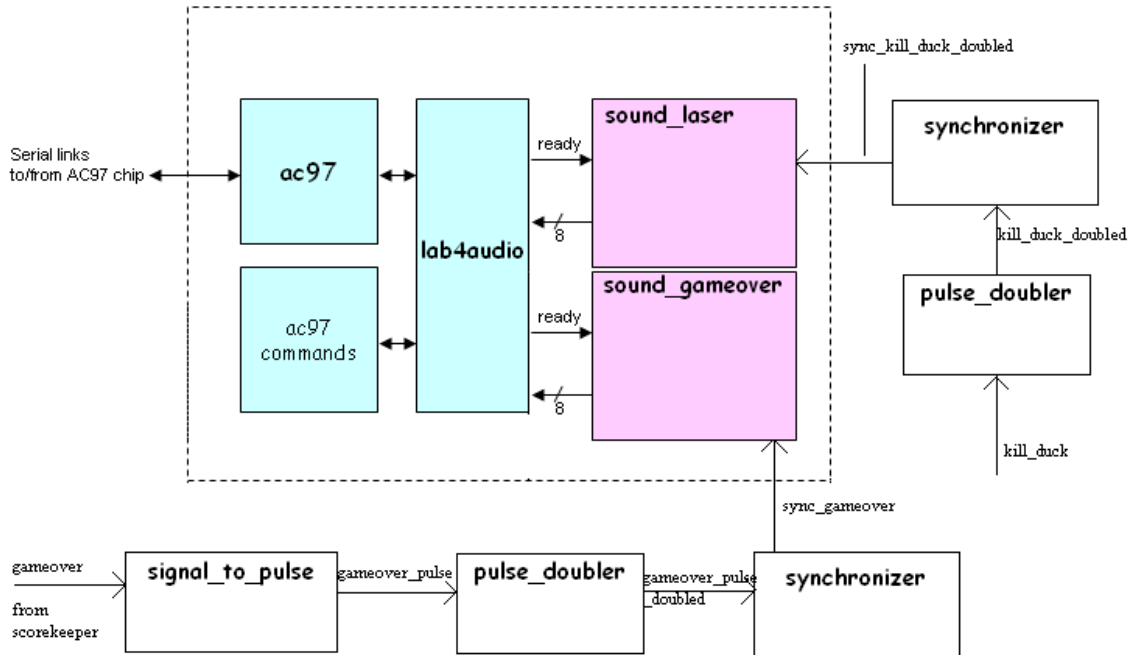 sync_kill_duck_doubled
sound_laser
synchronizer
ready
Serial links
to/from AC97 chip
ac97
8
kill_duck_doubled
lab4audio
sound_gameover
pulse_doubler
ready
ac97
commands
8
kill_duck
sync_gameover
gameover
signal_to_pulse
gameover_pulse
pulse_doubler
gameover_pulse
_doubled
synchronizer
from
scorekeeper